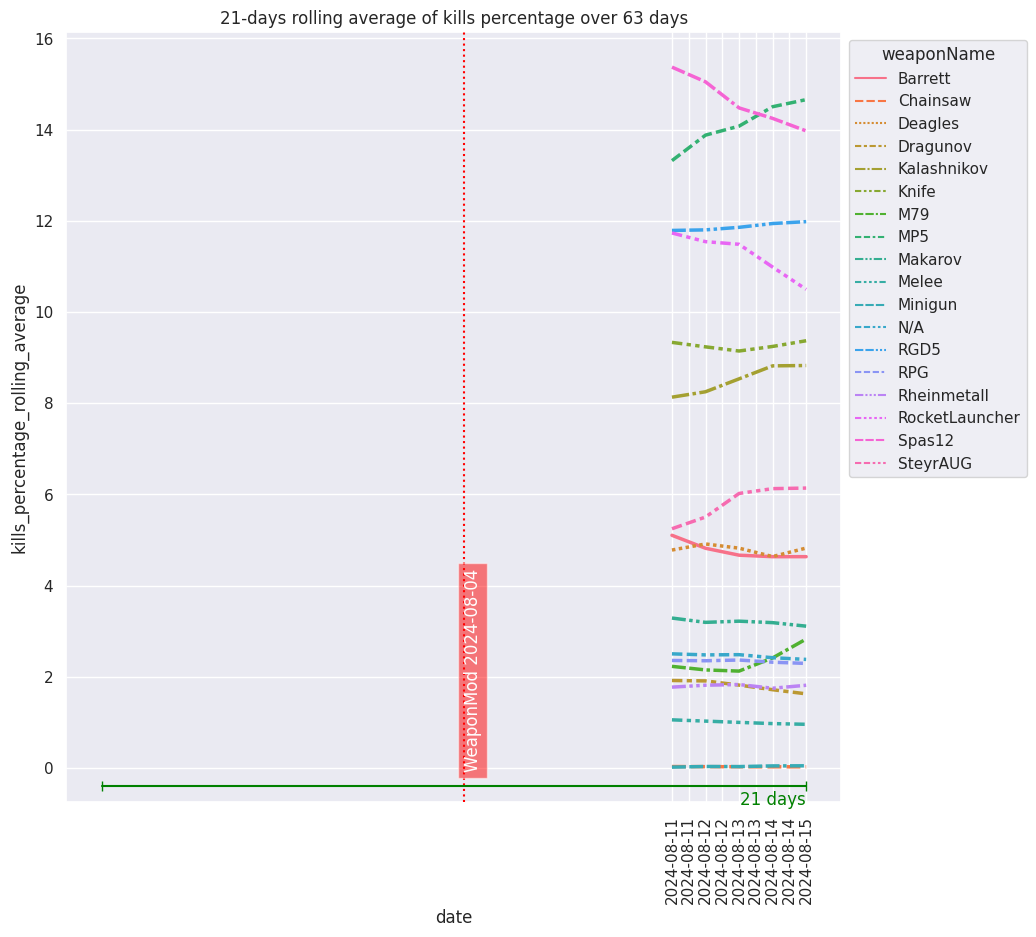 21-days rolling average of kills percentage over 63 days
kills_percentage_rolling_average
16
14
12
10
8
6
4
2
0
WeaponMod 2024-08-04
21 days
2024-08-11
2024-08-11
2024-08-12
2024-08-12
2024-08-13
2024-08-13
2024-08-14
2024-08-14
2024-08-15
date
weaponName
Barrett
Chainsaw
Deagles
Dragunov
Kalashnikov
Knife
M79
MP5
Makarov
Melee
Minigun
N/A
RGD5
RPG
Rheinmetall
RocketLauncher
Spas12
SteyrAUG